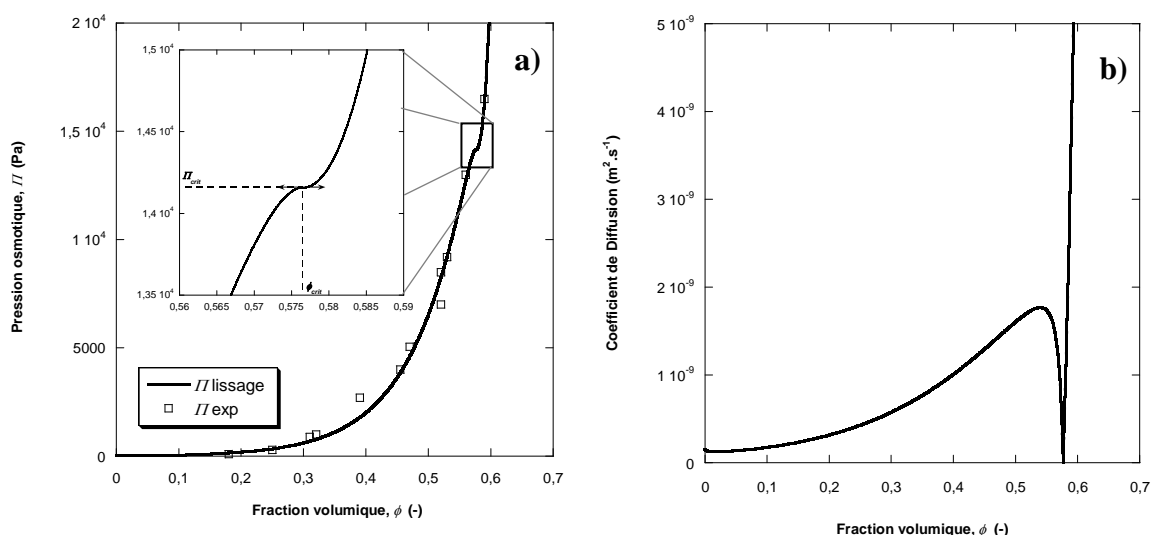 a)
Pression osmotique, Π (Pa)
2 10⁴
1,5 10⁴
1 10⁴
5000
0
1,5 10⁴
1,45 10⁴
1,4 10⁴
1,35 10⁴
Π_crit
ϕ_crit
0,56 0,565 0,57 0,575 0,58 0,585 0,59
Π lissage
Π exp
0 0,1 0,2 0,3 0,4 0,5 0,6 0,7
Fraction volumique, ϕ (-)
b)
Coefficient de Diffusion (m².s⁻¹)
5 10⁻⁹
4 10⁻⁹
3 10⁻⁹
2 10⁻⁹
1 10⁻⁹
0
0 0,1 0,2 0,3 0,4 0,5 0,6 0,7
Fraction volumique, ϕ (-)